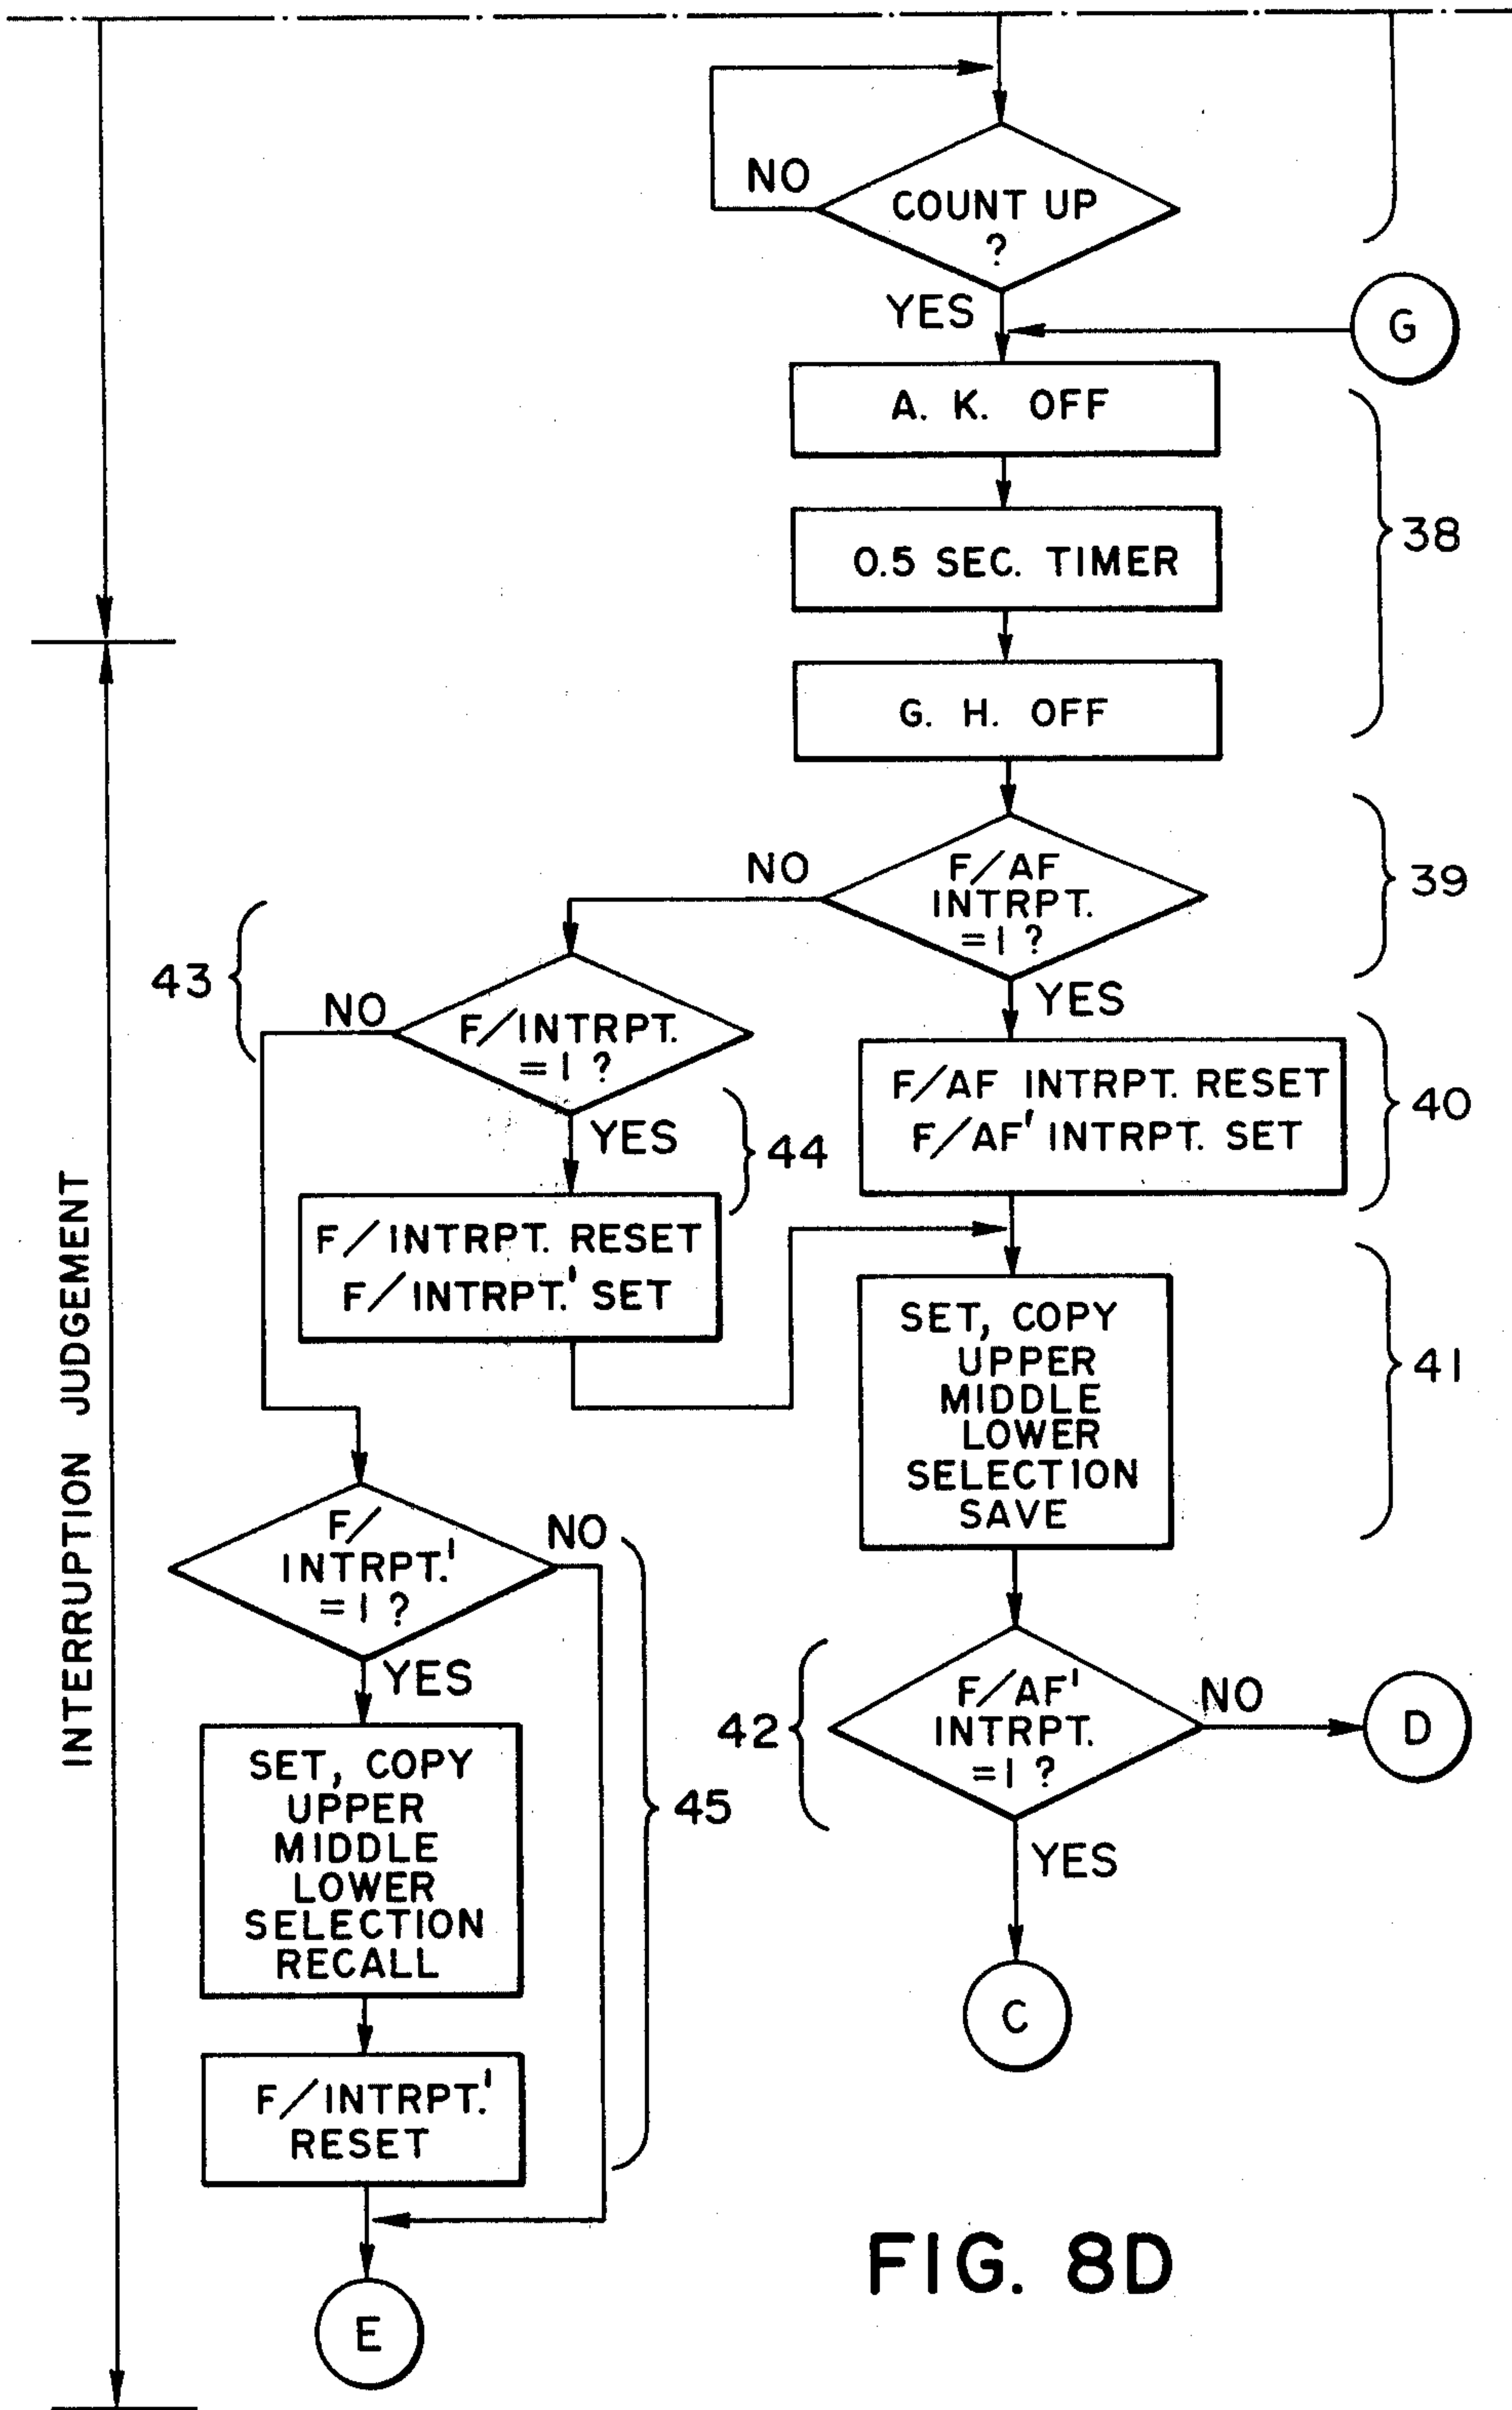 NO
COUNT UP
?
YES
G
A. K. OFF
0.5 SEC. TIMER
38
G. H. OFF
NO
F/AF
INTRPT.
=1 ?
39
YES
43
NO
F/INTRPT.
=1 ?
YES
44
F/AF INTRPT. RESET
F/AF' INTRPT. SET
40
F/INTRPT. RESET
F/INTRPT.' SET
SET, COPY
UPPER
MIDDLE
LOWER
SELECTION
SAVE
41
INTERRUPTION JUDGEMENT
F/
INTRPT.'
=1 ?
NO
YES
42
F/AF'
INTRPT.
=1 ?
NO
D
YES
C
SET, COPY
UPPER
MIDDLE
LOWER
SELECTION
RECALL
45
F/INTRPT.'
RESET
E
FIG. 8D